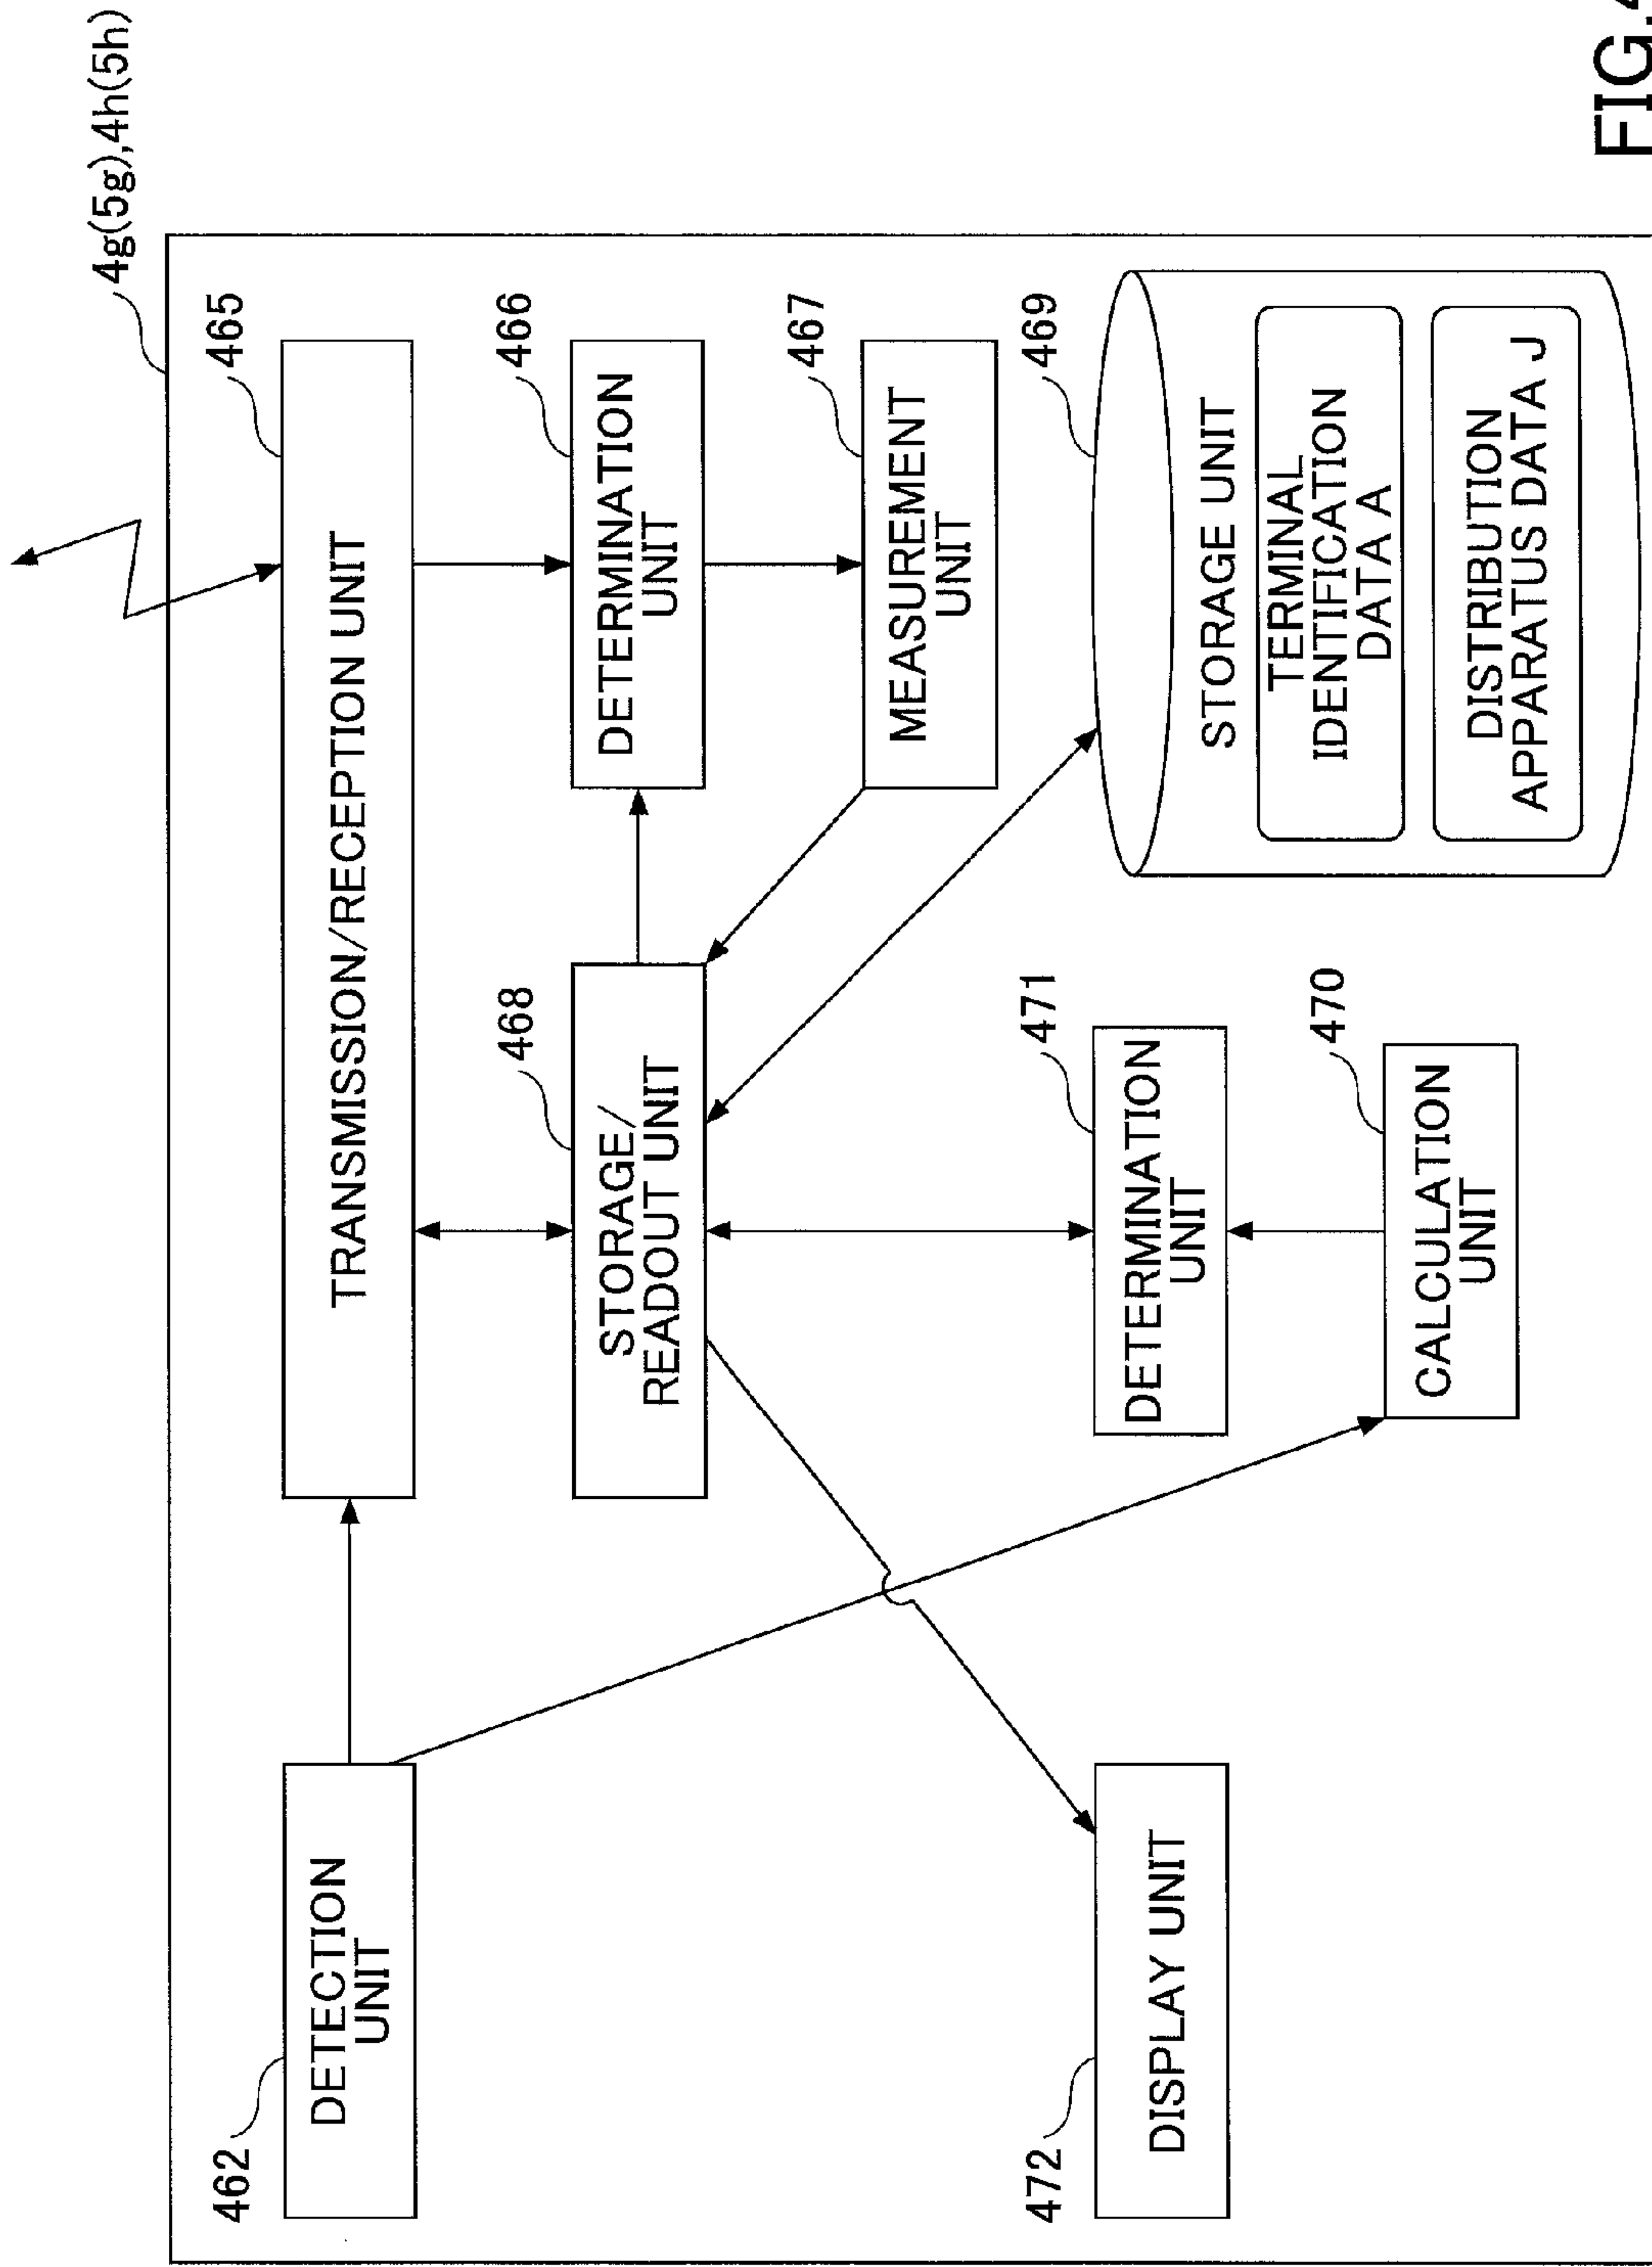 4g(5g),4h(5h)
462
DETECTION
UNIT
465
TRANSMISSION/RECEPTION UNIT
468
STORAGE/
READOUT UNIT
466
DETERMINATION
UNIT
467
MEASUREMENT
UNIT
472
DISPLAY UNIT
471
DETERMINATION
UNIT
470
CALCULATION
UNIT
469
STORAGE UNIT
TERMINAL
IDENTIFICATION
DATA A
DISTRIBUTION
APPARATUS DATA J
FIG.